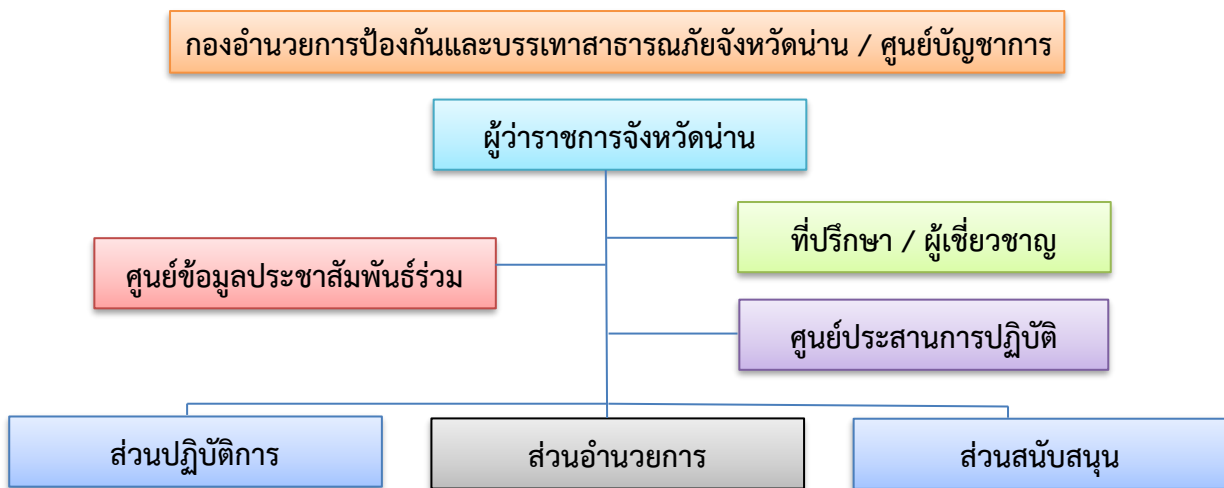 กองอำนวยการป้องกันและบรรเทาสาธารณภัยจังหวัดน่าน / ศูนย์บัญชาการ
ผู้ว่าราชการจังหวัดน่าน
ที่ปรึกษา / ผู้เชี่ยวชาญ
ศูนย์ข้อมูลประชาสัมพันธ์ร่วม
ศูนย์ประสานการปฏิบัติ
ส่วนปฏิบัติการ
ส่วนอำนวยการ
ส่วนสนับสนุน